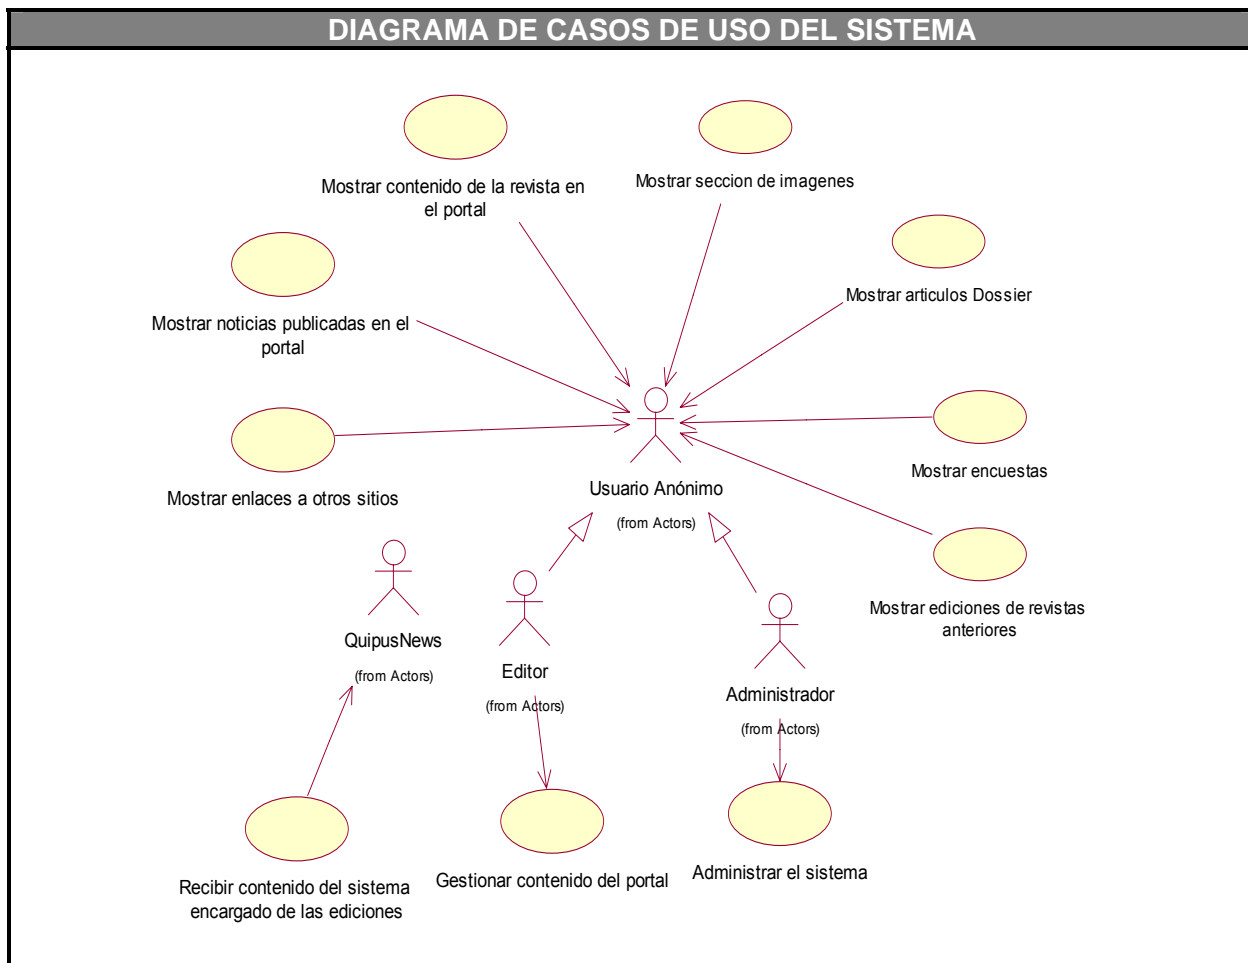 DIAGRAMA DE CASOS DE USO DEL SISTEMA
Mostrar contenido de la revista en
el portal
Mostrar seccion de imagenes
Mostrar articulos Dossier
Mostrar noticias publicadas en el
portal
Mostrar encuestas
Mostrar enlaces a otros sitios
Usuario Anónimo
(from Actors)
Mostrar ediciones de revistas
anteriores
QuipusNews
(from Actors)
Editor
(from Actors)
Administrador
(from Actors)
Recibir contenido del sistema
encargado de las ediciones
Gestionar contenido del portal
Administrar el sistema